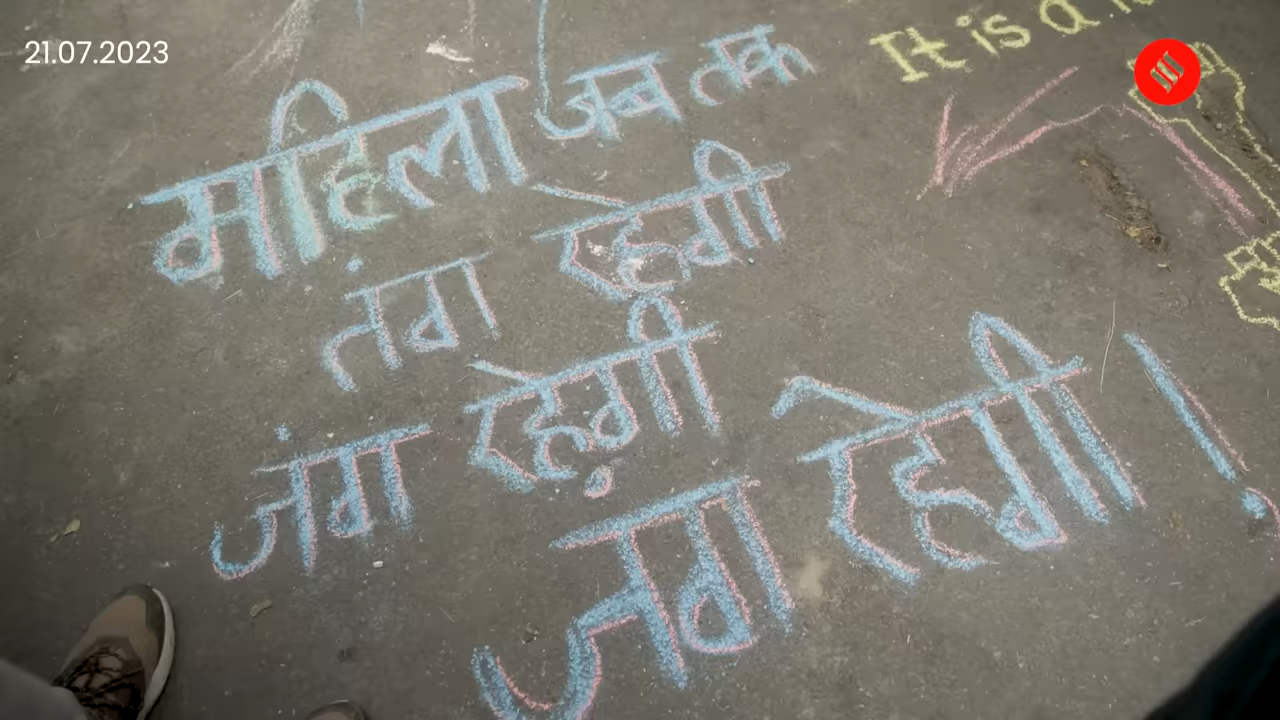 21.07.2023
It is a
महिला जब तक
तंग रहेगी
जंग रहेगी
जंग रहेगी !